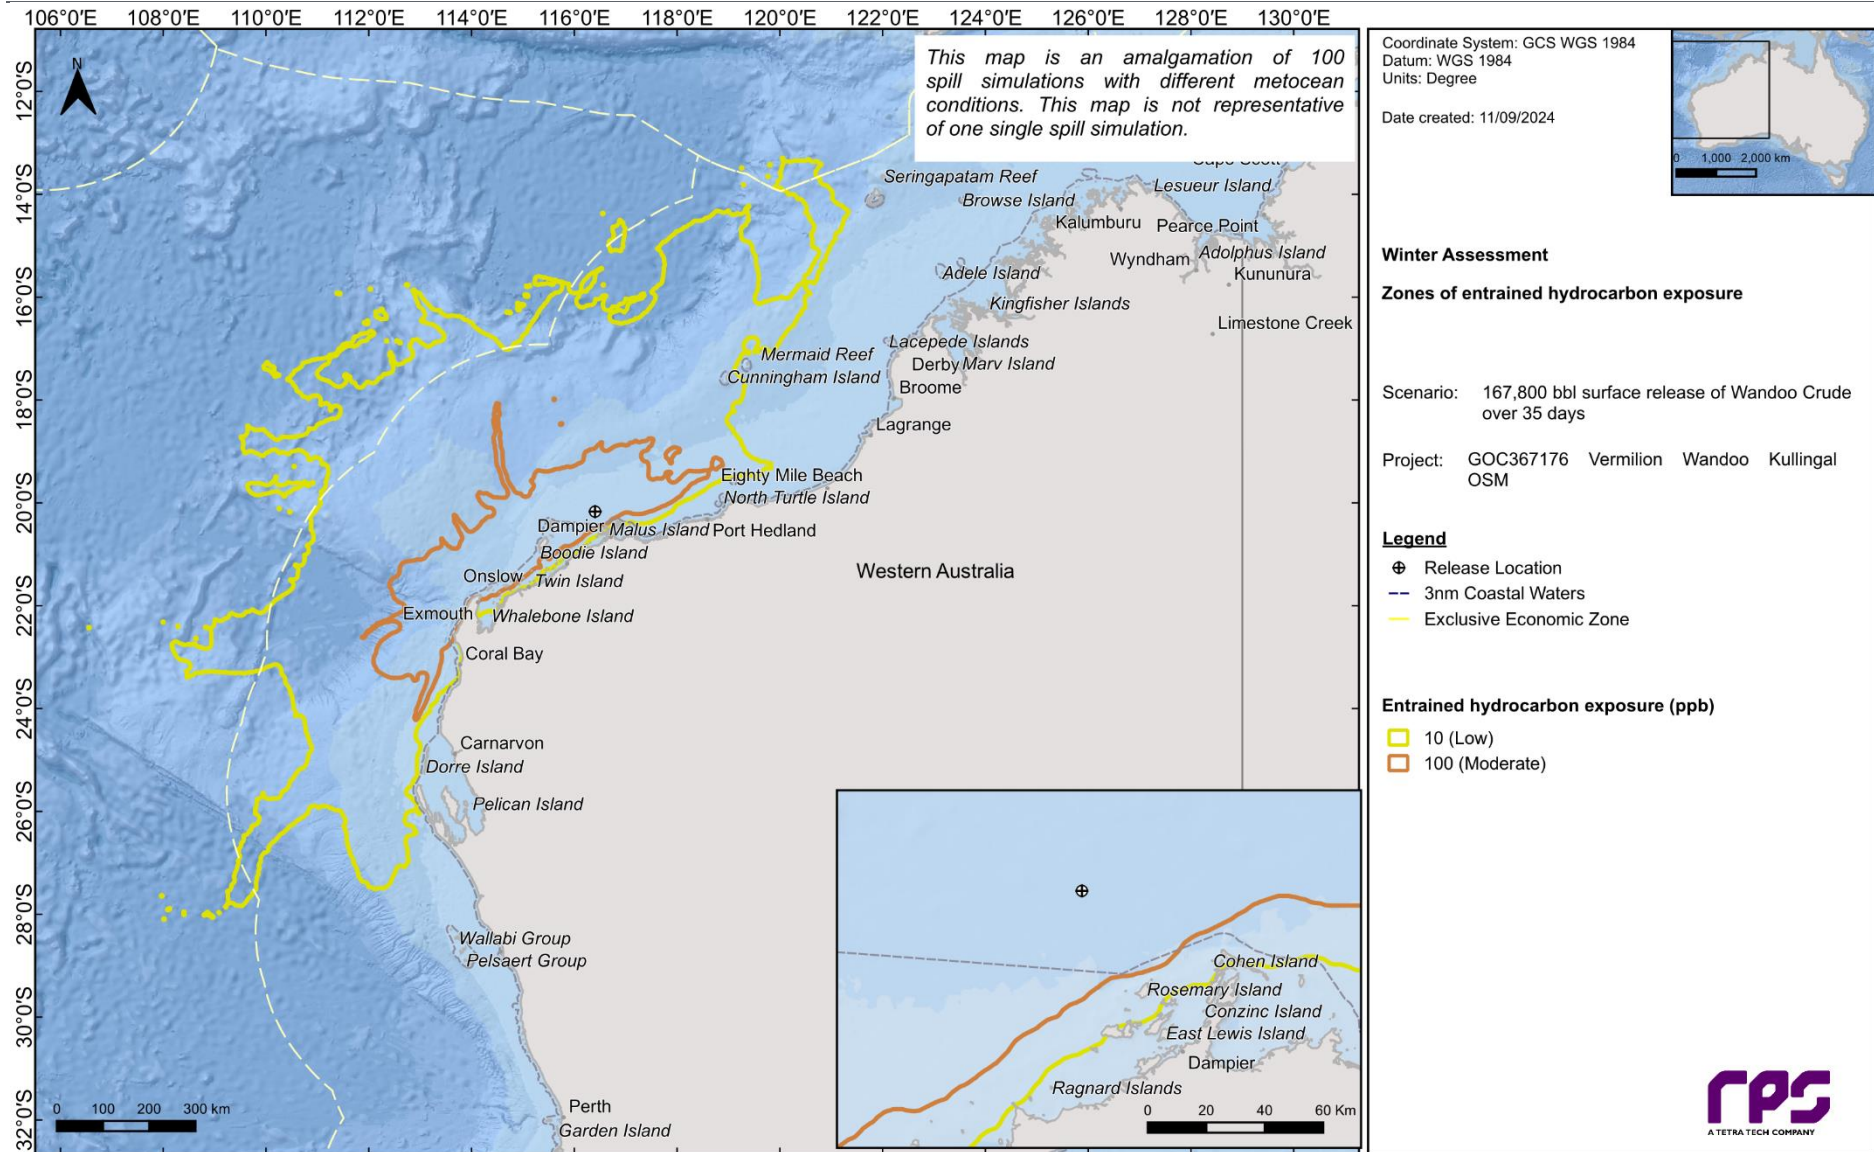 106°0'E 108°0'E 110°0'E 112°0'E 114°0'E 116°0'E 118°0'E 120°0'E 122°0'E 124°0'E 126°0'E 128°0'E 130°0'E
12°0'S
14°0'S
16°0'S
18°0'S
20°0'S
22°0'S
24°0'S
26°0'S
28°0'S
30°0'S
32°0'S
N
This map is an amalgamation of 100
spill simulations with different metocean
conditions. This map is not representative
of one single spill simulation.
Seringapatam Reef
Browse Island
Lesueur Island
Kalumburu
Pearce Point
Wyndham
Adolphus Island
Kununura
Adele Island
Kingfisher Islands
Limestone Creek
Lacepede Islands
Mermaid Reef
Cunningham Island
Derby
Marv Island
Broome
Lagrange
Eighty Mile Beach
North Turtle Island
Dampier
Malus Island
Port Hedland
Boodie Island
Onslow
Twin Island
Western Australia
Exmouth
Whalebone Island
Coral Bay
Carnarvon
Dorre Island
Pelican Island
Wallabi Group
Pelsaert Group
Perth
Garden Island
0 100 200 300 km
Cohen Island
Rosemary Island
Conzinc Island
East Lewis Island
Dampier
Ragnard Islands
0 20 40 60 Km
Coordinate System: GCS WGS 1984
Datum: WGS 1984
Units: Degree
Date created: 11/09/2024
0 1,000 2,000 km
Winter Assessment
Zones of entrained hydrocarbon exposure
Scenario: 167,800 bbl surface release of Wandoo Crude
over 35 days
Project: GOC367176 Vermilion Wandoo Kullingal
OSM
Legend
Release Location
3nm Coastal Waters
Exclusive Economic Zone
Entrained hydrocarbon exposure (ppb)
10 (Low)
100 (Moderate)
rps
A TETRA TECH COMPANY